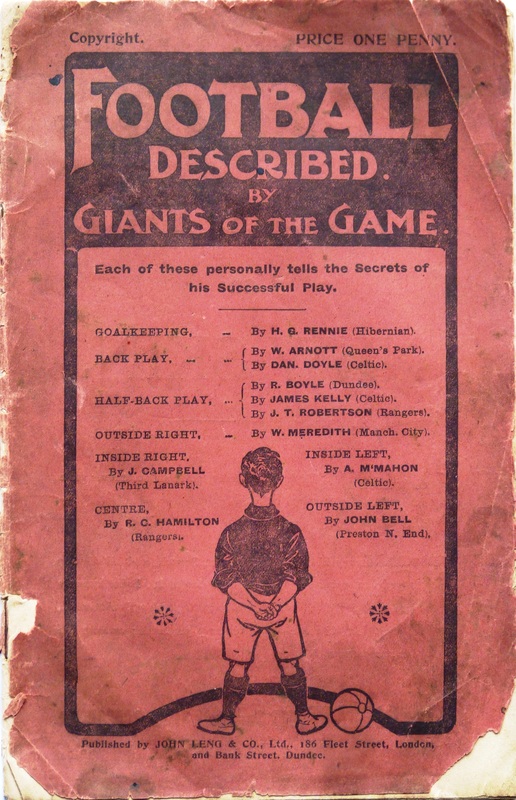 Copyright. PRICE ONE PENNY.
FOOTBALL
DESCRIBED.
BY
GIANTS OF THE GAME.
Each of these personally tells the Secrets of
his Successful Play.
GOALKEEPING, ... By H. G. RENNIE (Hibernian).
BACK PLAY, ... ... By W. ARNOTT (Queen's Park).
By DAN. DOYLE (Celtic).
HALF-BACK PLAY, ... By R. BOYLE (Dundee).
By JAMES KELLY (Celtic).
By J. T. ROBERTSON (Rangers).
OUTSIDE RIGHT, ... By W. MEREDITH (Manch. City).
INSIDE RIGHT,
By J. CAMPBELL
(Third Lanark).
INSIDE LEFT,
By A. M'MAHON
(Celtic).
CENTRE,
By R. C. HAMILTON
(Rangers).
OUTSIDE LEFT,
By JOHN BELL
(Preston N. End).
Published by JOHN LENG & CO., Ltd., 186 Fleet Street, London,
and Bank Street, Dundee.